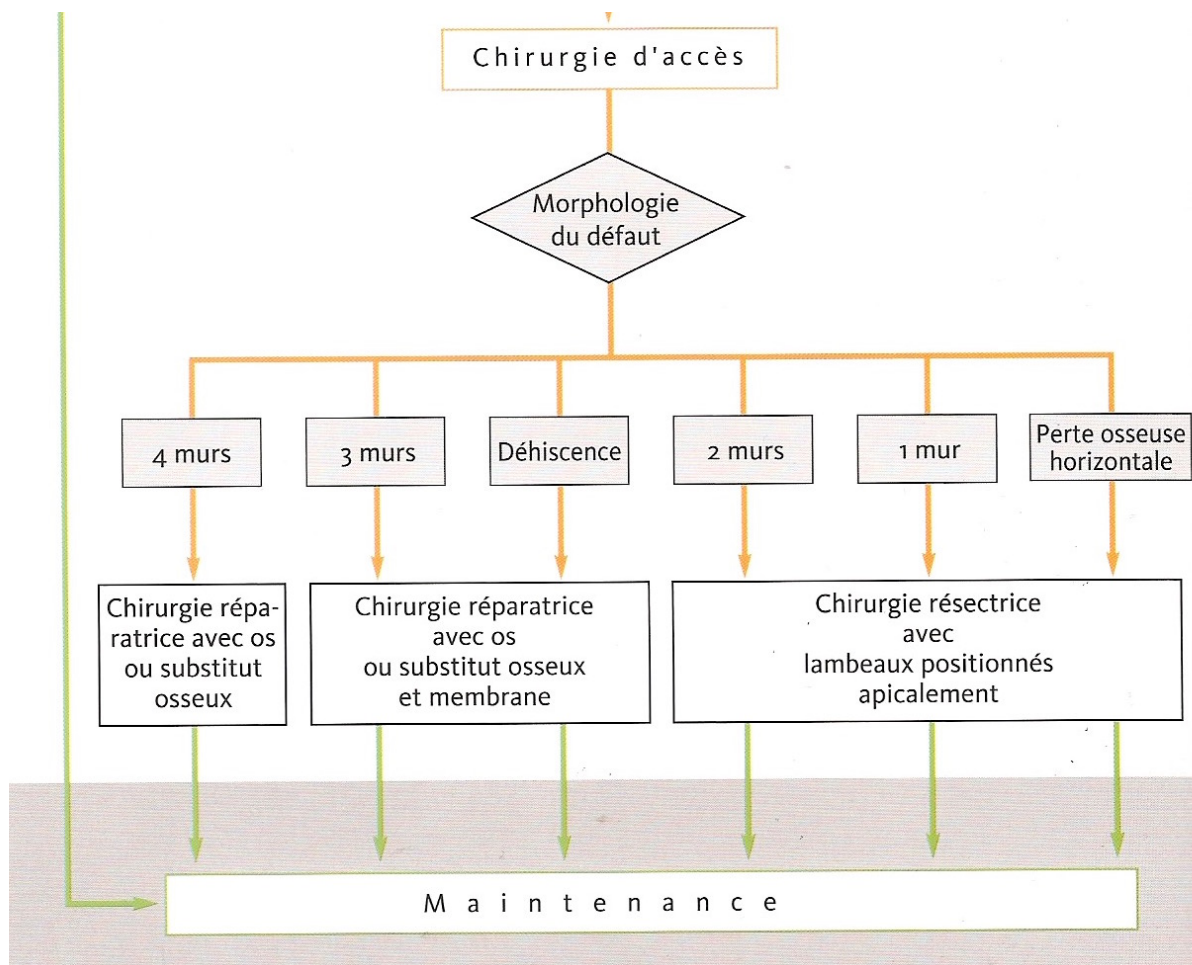 Chirurgie d'accès
Morphologie
du défaut
4 murs
3 murs
Déhiscence
2 murs
1 mur
Perte osseuse
horizontale
Chirurgie répa-
ratrice avec os
ou substitut
osseux
Chirurgie réparatrice
avec os
ou substitut osseux
et membrane
Chirurgie résectrice
avec
lambeaux positionnés
apicalement
Maintenance